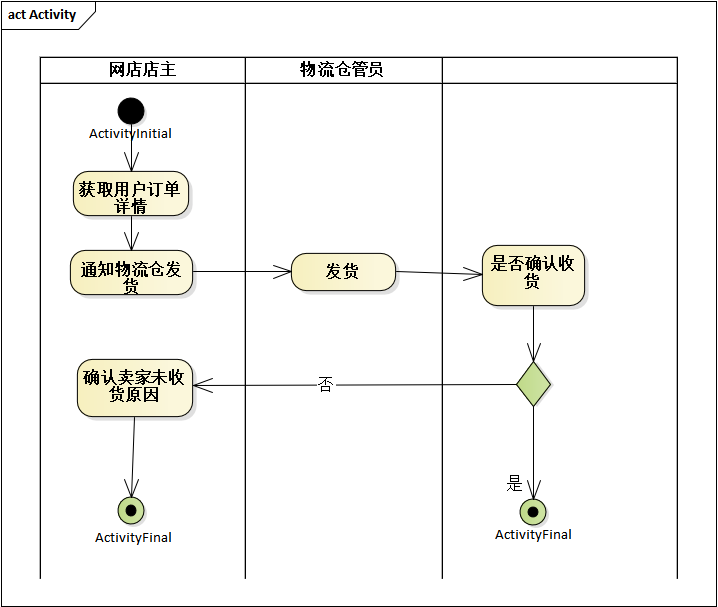 act Activity
网店店主
物流仓管员
ActivityInitial
获取用户订单
详情
通知物流仓发
货
发货
是否确认收
货
确认卖家未收
货原因
否
是
ActivityFinal
ActivityFinal